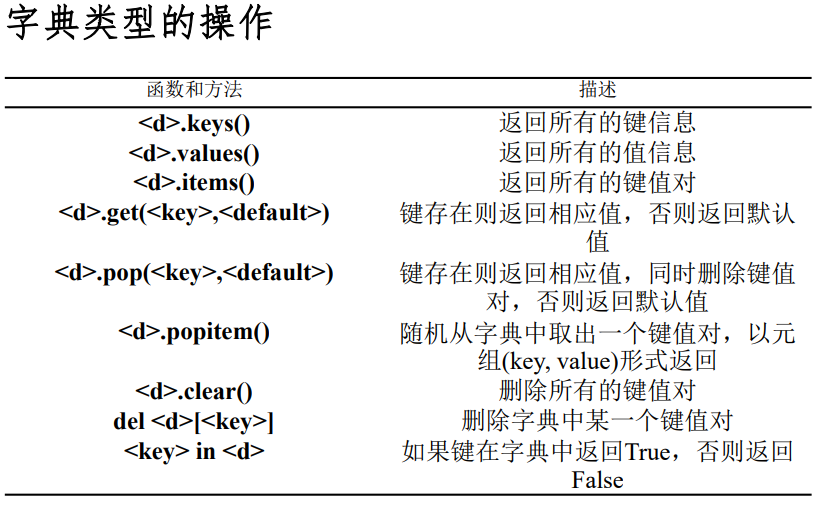 字典类型的操作
函数和方法 描述
<d>.keys() 返回所有的键信息
<d>.values() 返回所有的值信息
<d>.items() 返回所有的键值对
<d>.get(<key>,<default>) 键存在则返回相应值，否则返回默认
值
<d>.pop(<key>,<default>) 键存在则返回相应值，同时删除键值
对，否则返回默认值
<d>.popitem() 随机从字典中取出一个键值对，以元
组(key, value)形式返回
<d>.clear() 删除所有的键值对
del <d>[<key>] 删除字典中某一个键值对
<key> in <d> 如果键在字典中返回True，否则返回
False